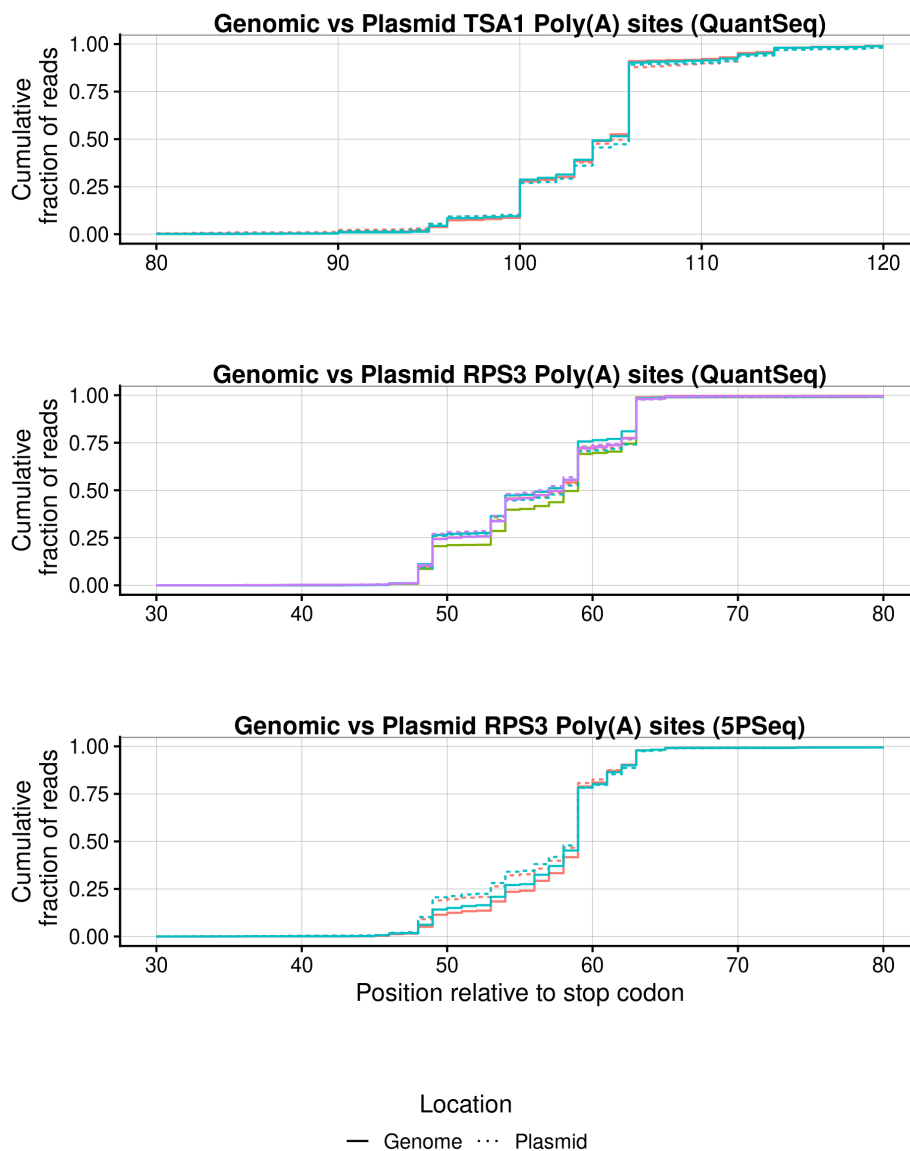 Genomic vs Plasmid TSA1 Poly(A) sites (QuantSeq)
Cumulative
fraction of reads
1.00
0.75
0.50
0.25
0.00
80 90 100 110 120
Genomic vs Plasmid RPS3 Poly(A) sites (QuantSeq)
Cumulative
fraction of reads
1.00
0.75
0.50
0.25
0.00
30 40 50 60 70 80
Genomic vs Plasmid RPS3 Poly(A) sites (5PSeq)
Cumulative
fraction of reads
1.00
0.75
0.50
0.25
0.00
30 40 50 60 70 80
Position relative to stop codon
Location
Genome Plasmid